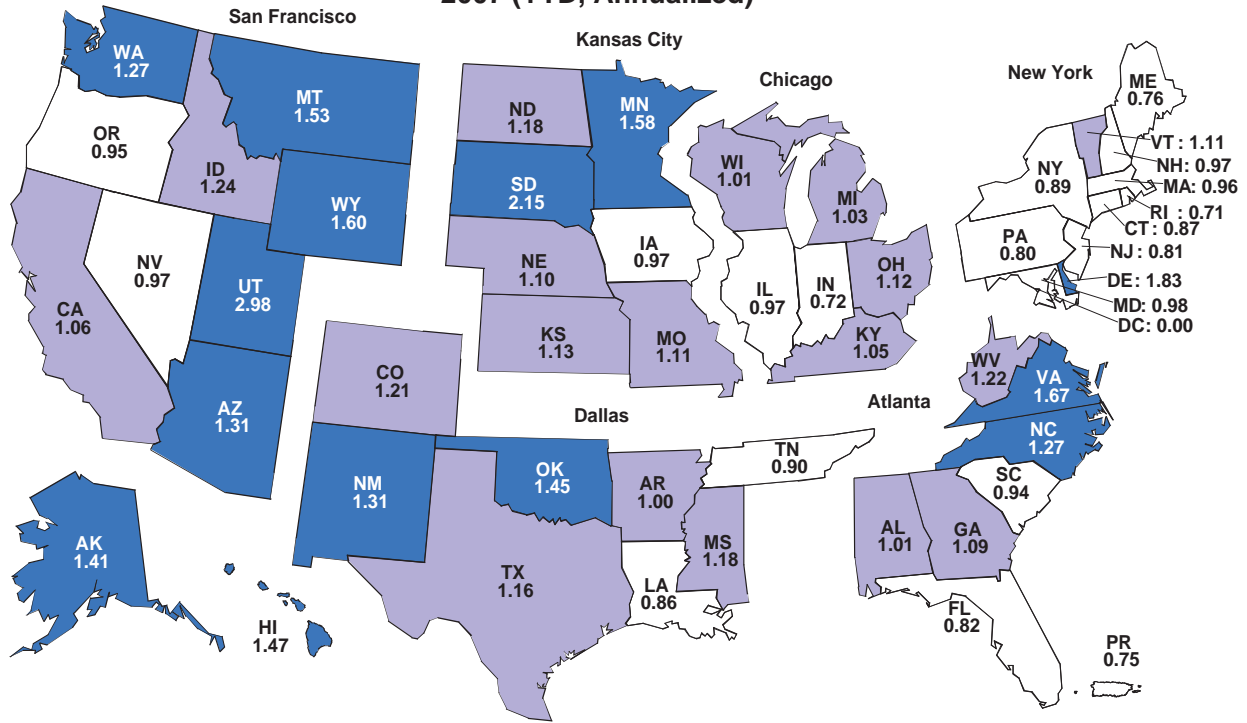 2007 (YTD, Annualized)
San Francisco
Kansas City
Chicago
New York
WA
1.27
MT
1.53
OR
0.95
ID
1.24
WY
1.60
NV
0.97
UT
2.98
CA
1.06
AZ
1.31
CO
1.21
NM
1.31
AK
1.41
HI
1.47
ND
1.18
MN
1.58
SD
2.15
NE
1.10
IA
0.97
KS
1.13
MO
1.11
WI
1.01
MI
1.03
IL
0.97
IN
0.72
OH
1.12
KY
1.05
ME
0.76
VT : 1.11
NH: 0.97
MA: 0.96
RI : 0.71
CT: 0.87
NJ: 0.81
DE: 1.83
MD: 0.98
DC: 0.00
NY
0.89
PA
0.80
Dallas
Atlanta
OK
1.45
TX
1.16
AR
1.00
LA
0.86
MS
1.18
TN
0.90
WV
1.22
VA
1.67
NC
1.27
SC
0.94
AL
1.01
GA
1.09
FL
0.82
PR
0.75